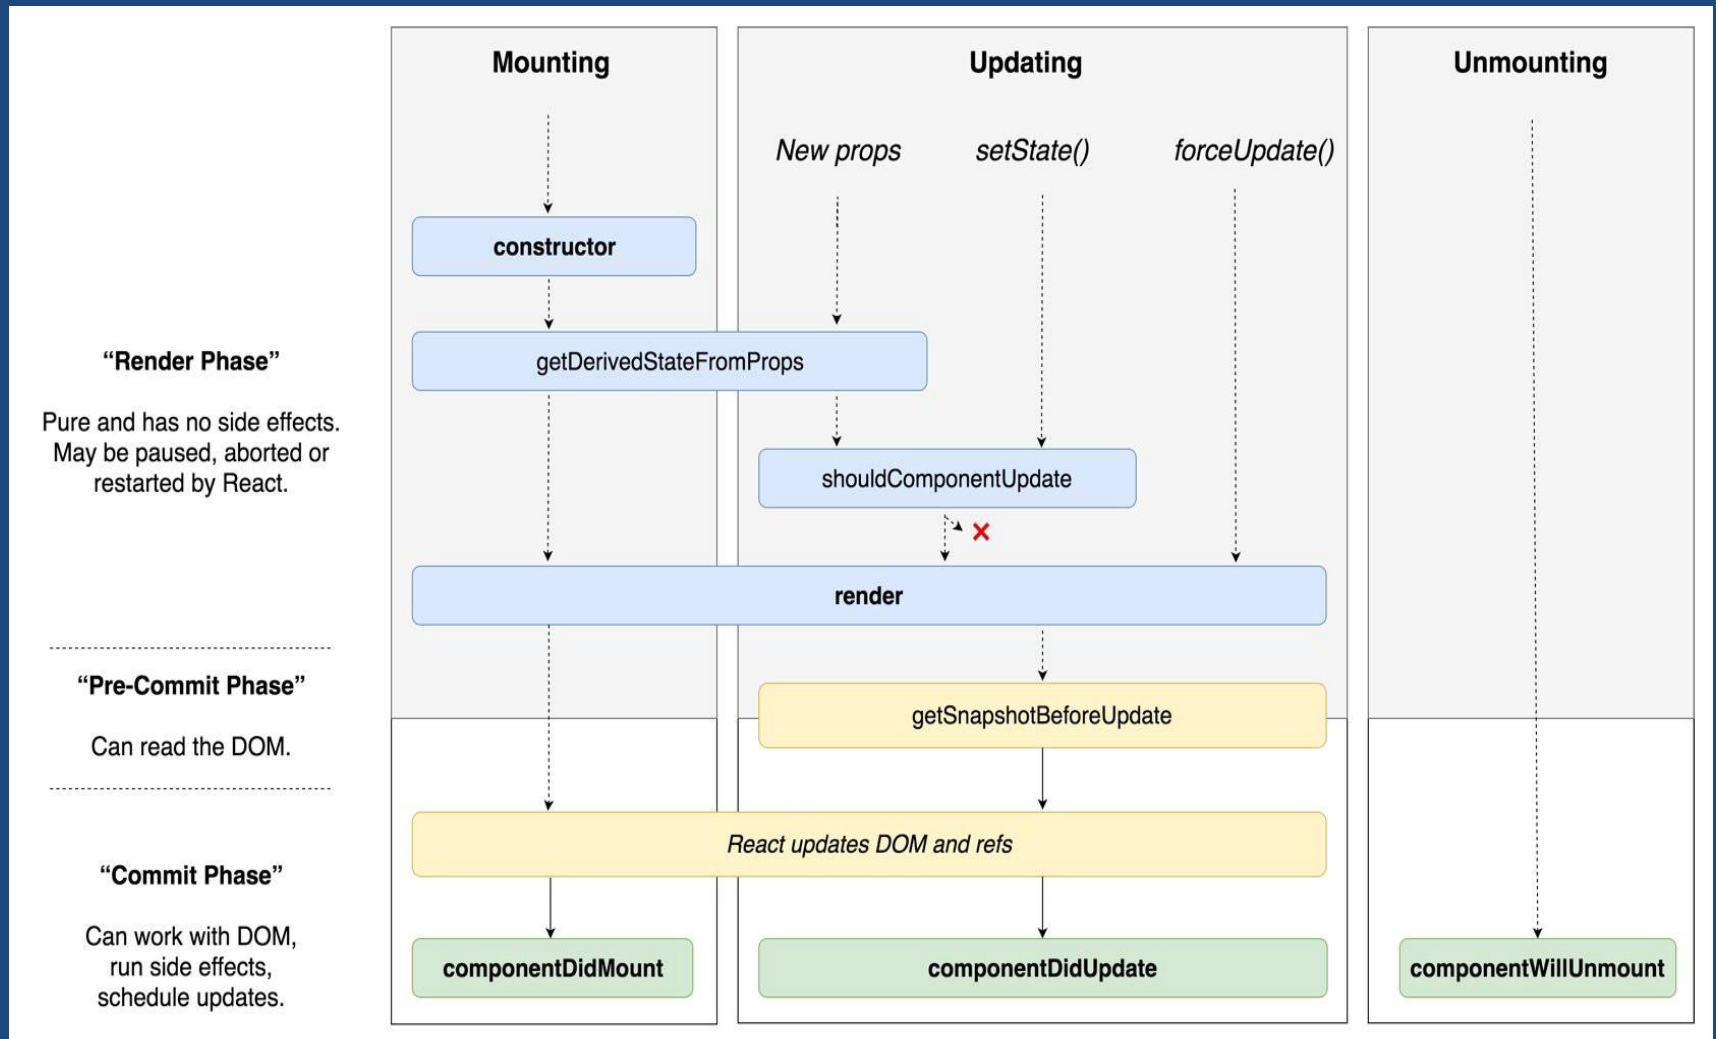 Mounting
Updating
Unmounting
New props
setState()
forceUpdate()
constructor
“Render Phase”
getDerivedStateFromProps
Pure and has no side effects.
May be paused, aborted or
restarted by React.
shouldComponentUpdate
render
“Pre-Commit Phase”
getSnapshotBeforeUpdate
Can read the DOM.
React updates DOM and refs
“Commit Phase”
Can work with DOM,
run side effects,
schedule updates.
componentDidMount
componentDidUpdate
componentWillUnmount